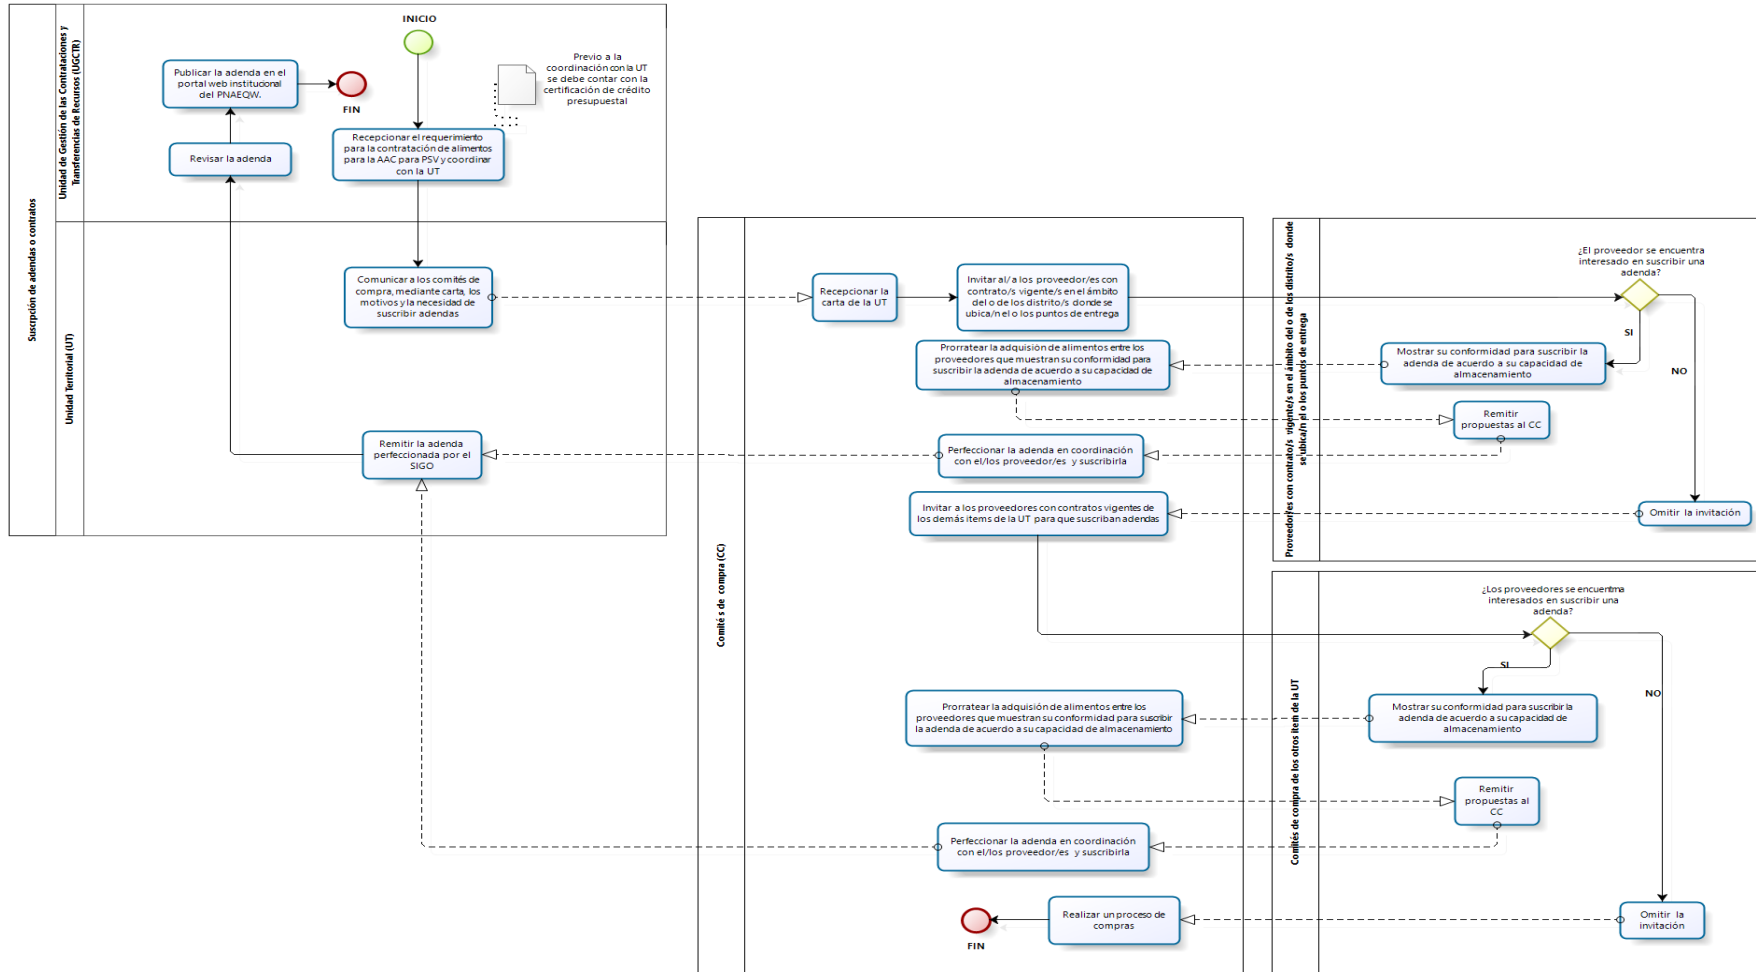 Suscrpción de adendas o contratos
Unidad de Gestión de las Contrataciones y
Transferencias de Recursos (UGCTR)
INICIO
Previo a la
coordinación con la UT
se debe contar con la
certificación de crédito
presupuestal
Publicar la adenda en el
portal web institucional
del PNAEQW.
FIN
Revisar la adenda
Recepcionar el requerimiento
para la contratación de alimentos
para la AAC para PSV y coordinar
con la UT
Unidad Territorial (UT)
Comunicar a los comités de
compra, mediante carta, los
motivos y la necesidad de
suscribir adendas
Remitir la adenda
perfeccionada por el
SIGO
Comité s de compra (CC)
Recepcionar la
carta de la UT
Invitar al/ a los proveedor/es con
contrato/s vigente/s en el ámbito
del o de los distrito/s donde se
ubica/n el o los puntos de entrega
Prorratear la adquisión de alimentos entre los
proveedores que muestran su conformidad para
suscribir la adenda de acuerdo a su capacidad de
almacenamiento
Perfeccionar la adenda en coordinación
con el/los proveedor/es y suscribirla
Invitar a los proveedores con contratos vigentes de
los demás items de la UT para que suscriban adendas
Prorratear la adquisión de alimentos entre los
proveedores que muestran su conformidad para suscribir
la adenda de acuerdo a su capacidad de almacenamiento
Perfeccionar la adenda en coordinación
con el/los proveedor/es y suscribirla
Realizar un proceso de
compras
FIN
Proveedor/es con contrato/s vigente/s en el ámbito del o de los distrito/s donde
se ubica/n el o los puntos de entrega
¿El proveedor se encuentra
interesado en suscribir una
adenda?
SI
NO
Mostrar su conformidad para suscribir la
adenda de acuerdo a su capacidad de
almacenamiento
Remitir
propuestas al CC
Omitir la invitación
Comités de compra de los otros item de la UT
¿Los proveedores se encuentrna
interesados en suscribir una
adenda?
SI
NO
Mostrar su conformidad para suscribir la
adenda de acuerdo a su capacidad de
almacenamiento
Remitir
propuestas al
CC
Omitir la
invitación